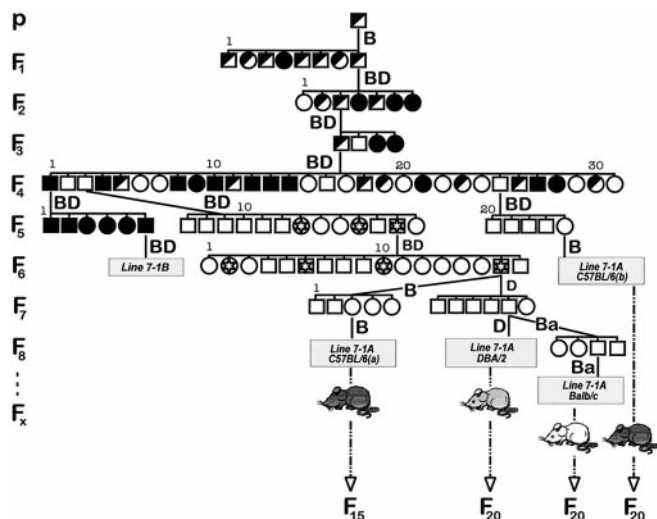 P
B
1
F1
BD
1
F2
BD
F3
BD
1 10 20 30
F4
BD BD BD
1 10 20
F5
BD BD B
1 10
Line 7-1B
Line 7-1A
C57BL/6(b)
F6
B D
1
F7
B D Ba
F8
Line 7-1A
C57BL/6(a)
Line 7-1A
DBA/2
Ba
Line 7-1A
Balb/c
Fx
F15 F20 F20 F20